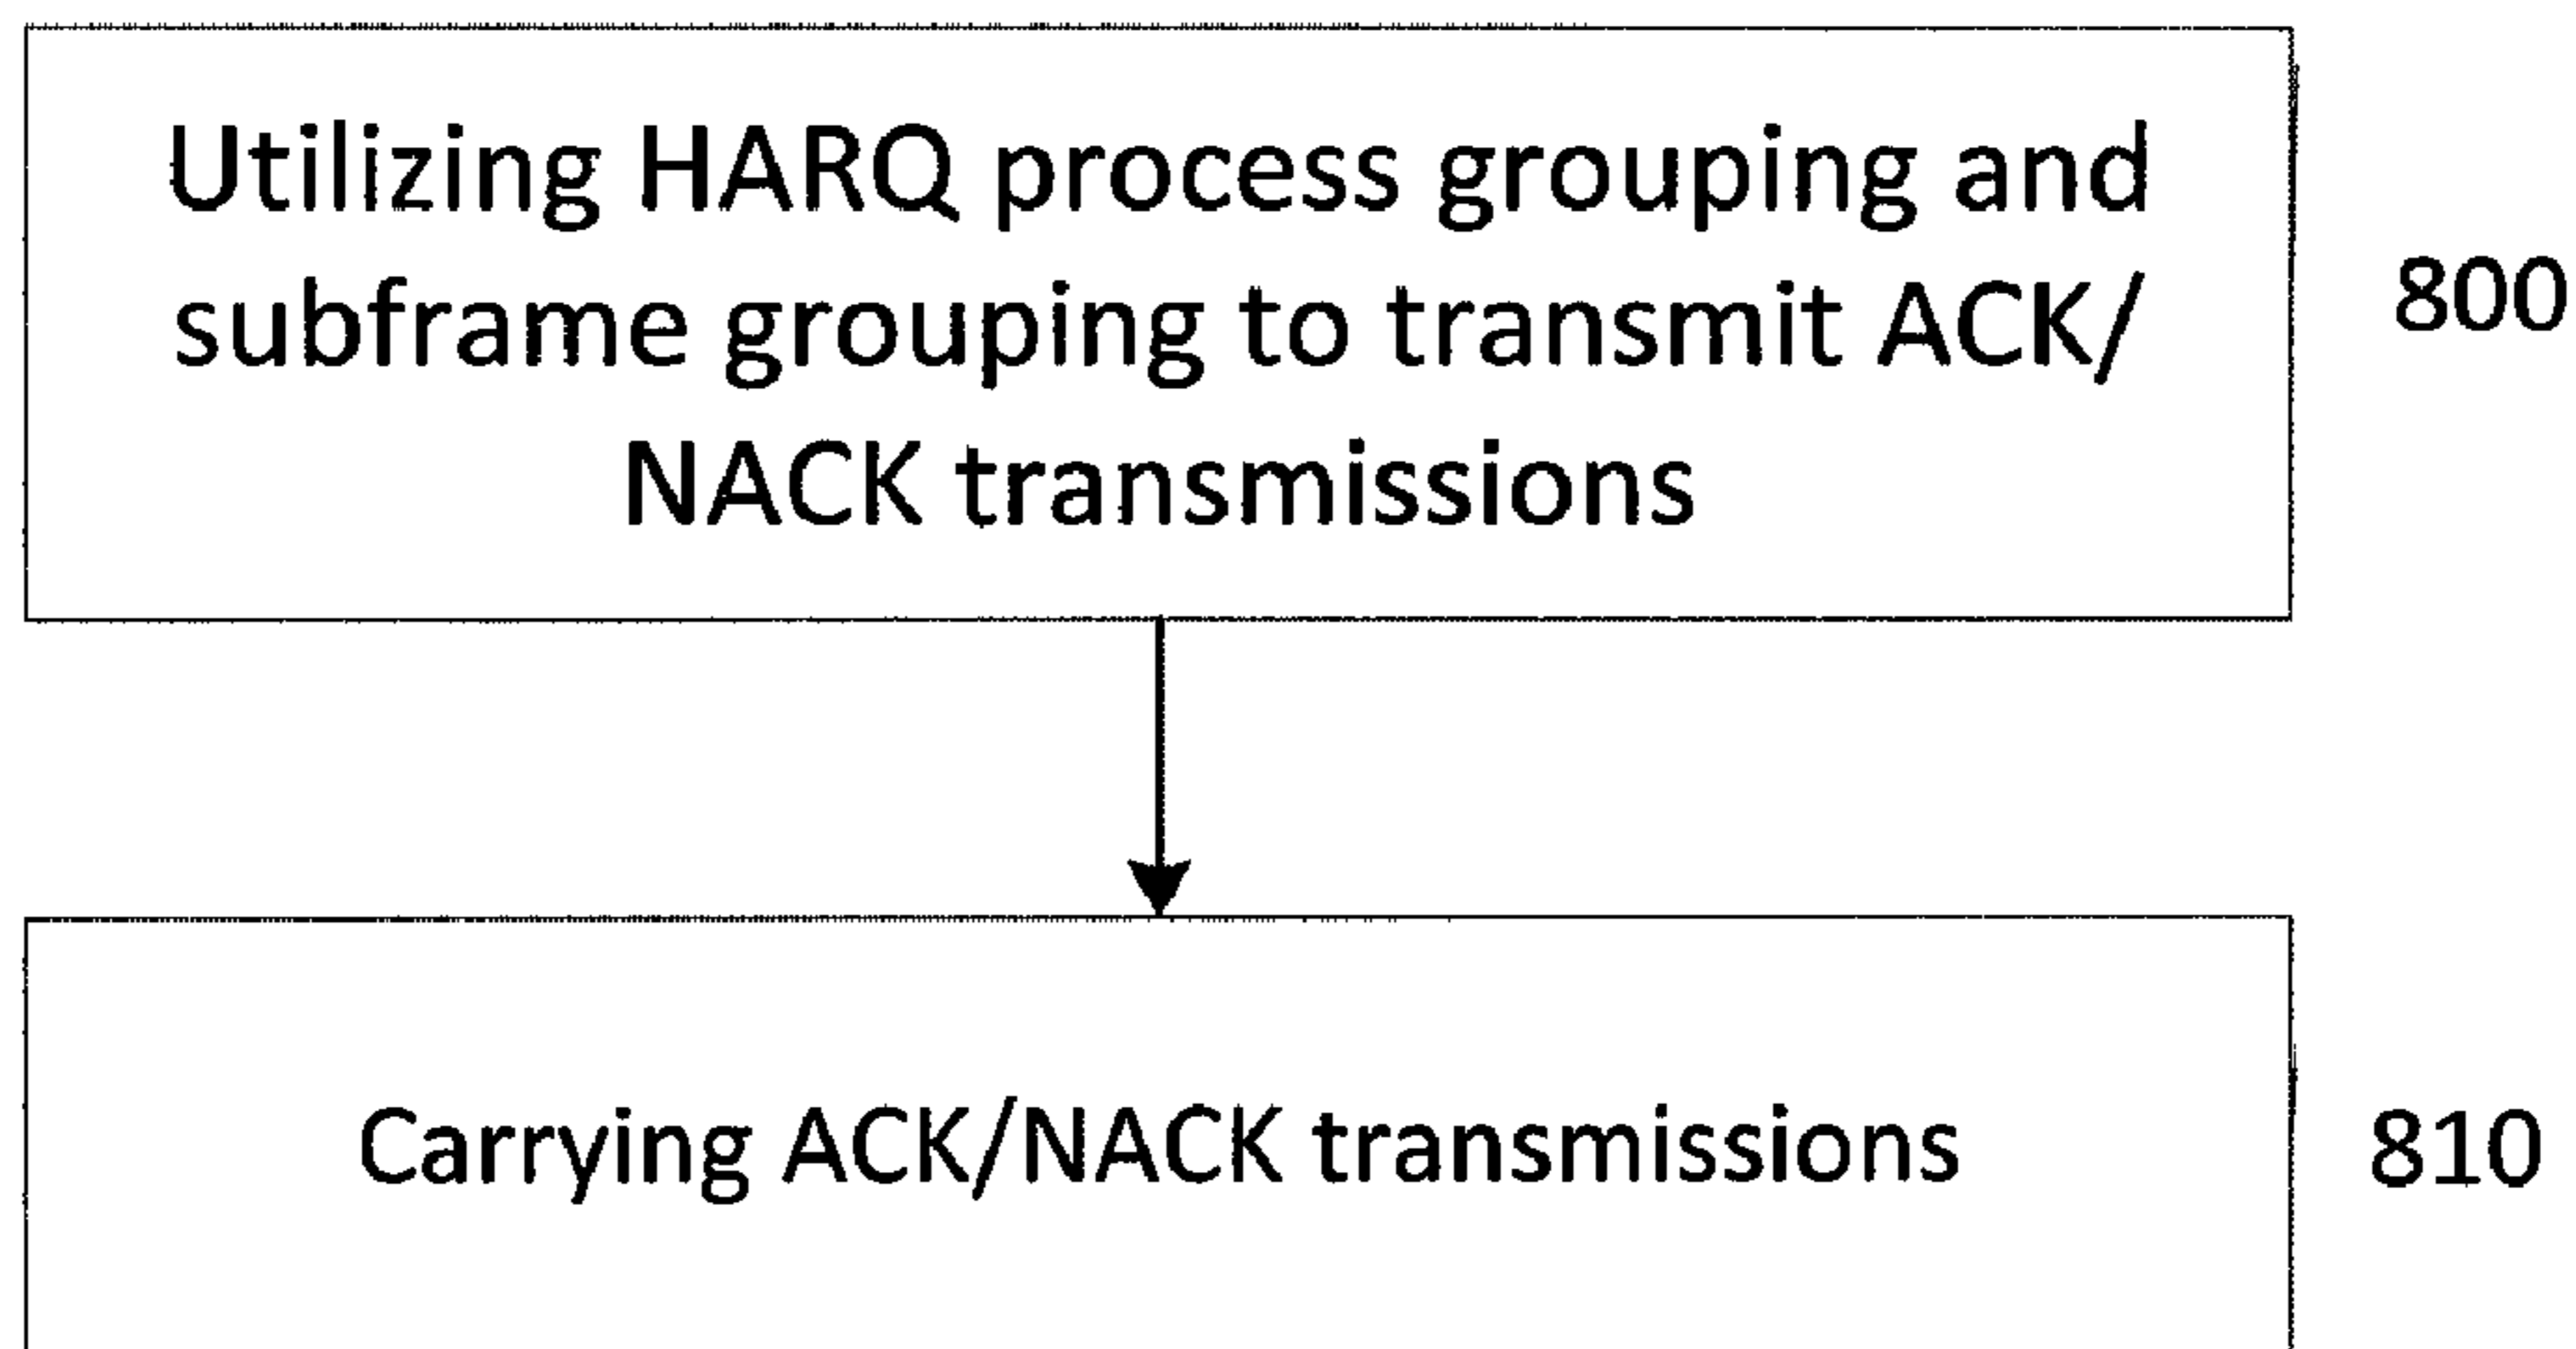 Utilizing HARQ process grouping and
subframe grouping to transmit ACK/
NACK transmissions
800
Carrying ACK/NACK transmissions
810